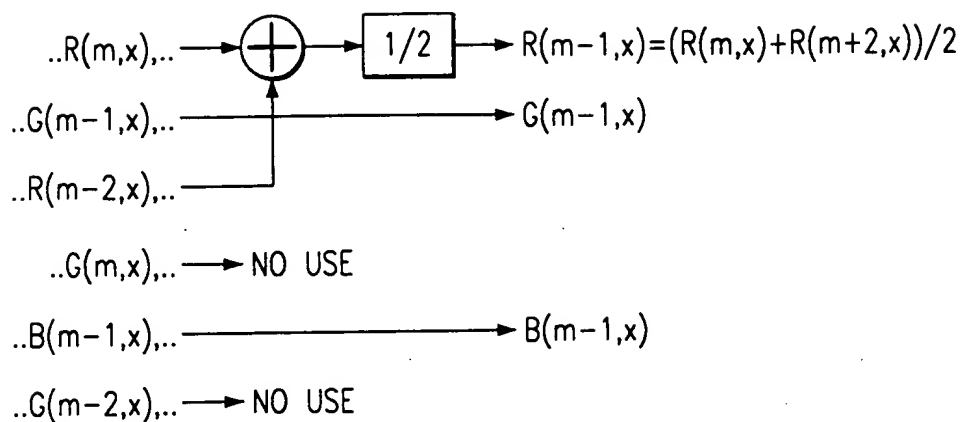 ..R(m,x),.. + 1/2 R(m-1,x)=(R(m,x)+R(m+2,x))/2
..G(m-1,x),.. G(m-1,x)
..R(m-2,x),..
..G(m,x),.. NO USE
..B(m-1,x),.. B(m-1,x)
..G(m-2,x),.. NO USE